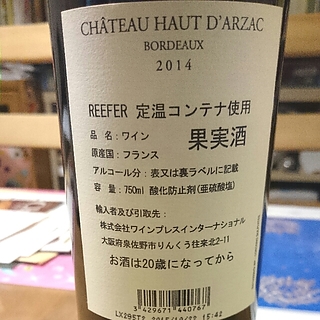 CHÂTEAU HAUT D'ARZAC
BORDEAUX
2014
REEFER 定温コンテナ使用
品 名：ワイン 果実酒
原産国：フランス
アルコール分：表又は裏ラベルに記載
容 量：750ml 酸化防止剤(亜硫酸塩)
輸入者及び引取先：
株式会社ワインプレスインターナショナル
大阪府泉佐野市りんくう往来北2-11
お酒は20歳になってから
3 429671 440767
15:42